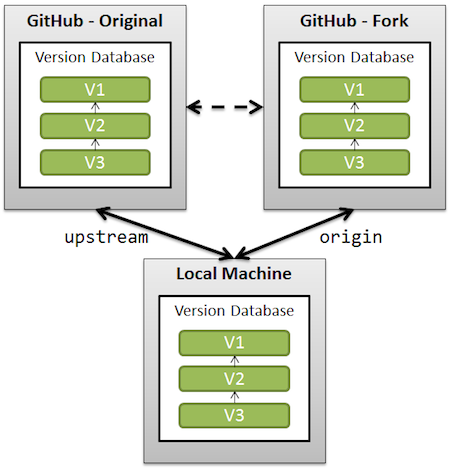 GitHub - Original
Version Database
V1
V2
V3
GitHub - Fork
Version Database
V1
V2
V3
upstream
origin
Local Machine
Version Database
V1
V2
V3